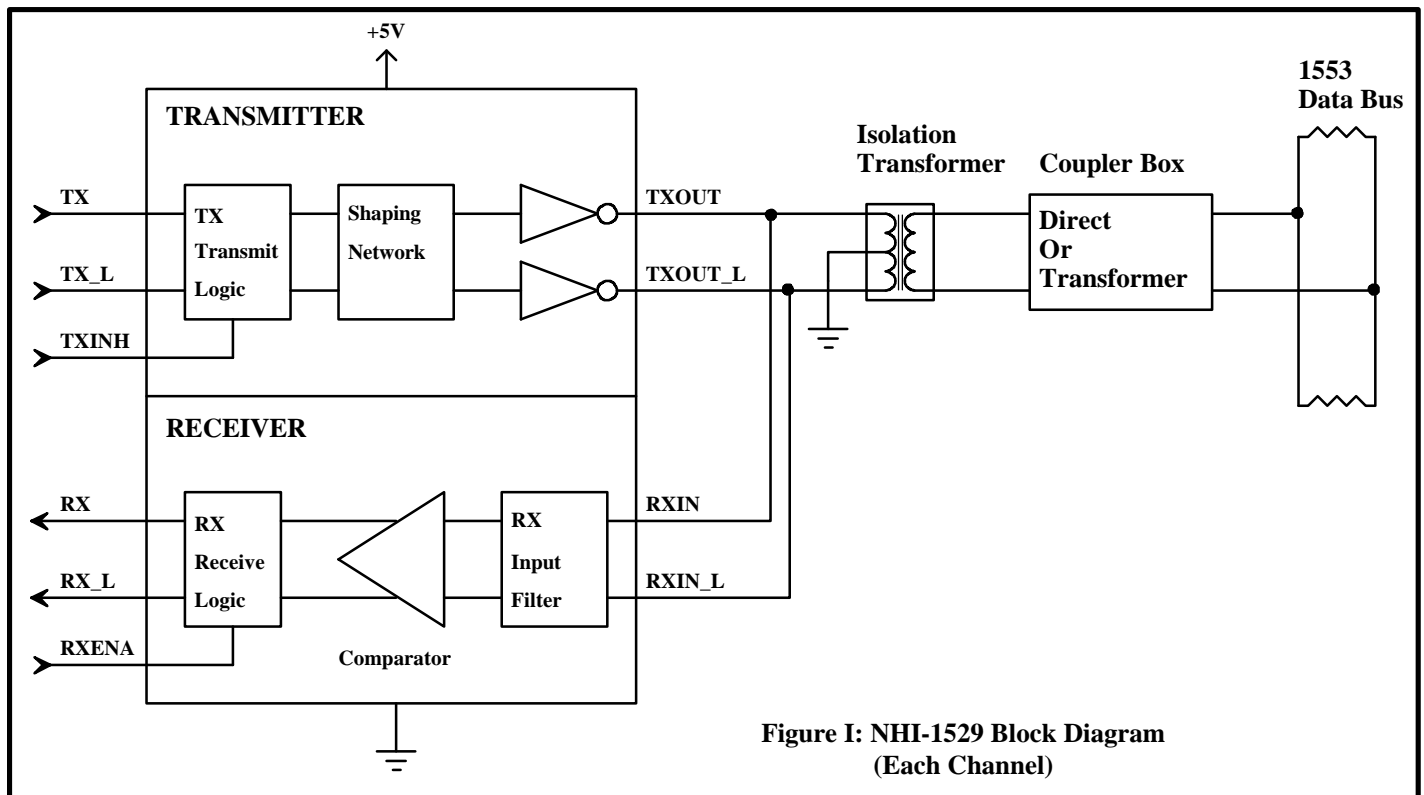 +5V
1553
Data Bus
TRANSMITTER
Isolation
Transformer
Coupler Box
TX
TX_L
TXINH
TX
Transmit
Logic
Shaping
Network
TXOUT
TXOUT_L
Direct
Or
Transformer
RECEIVER
RX
RX_L
RXENA
RX
Receive
Logic
Comparator
RX
Input
Filter
RXIN
RXIN_L
Figure I: NHI-1529 Block Diagram
(Each Channel)